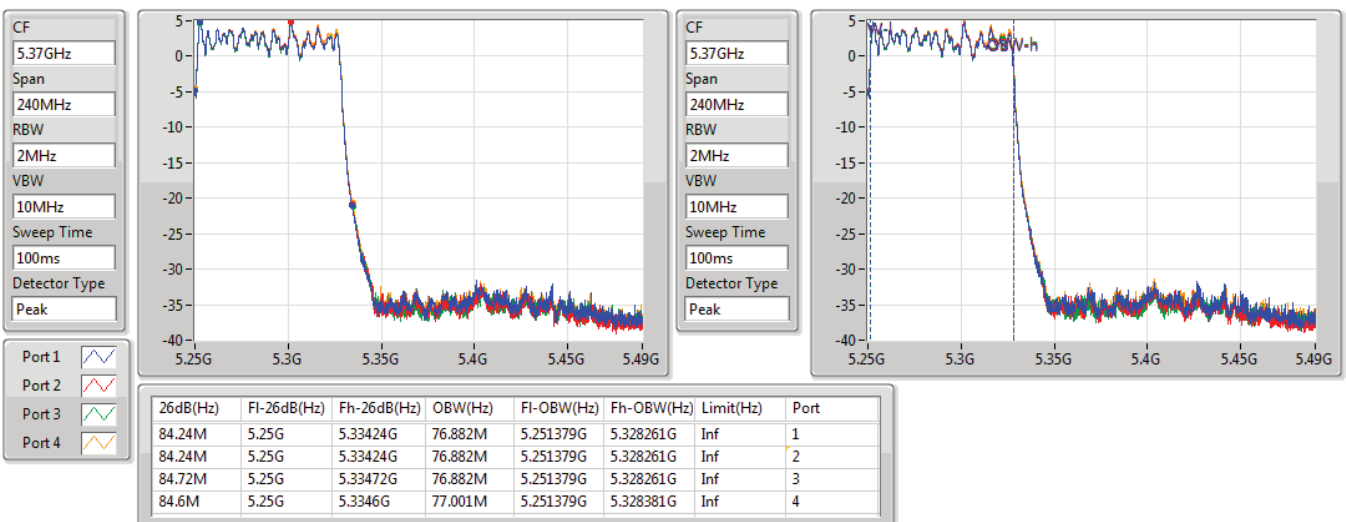 CF
5.37GHz
Span
240MHz
RBW
2MHz
VBW
10MHz
Sweep Time
100ms
Detector Type
Peak
5
0
-5
-10
-15
-20
-25
-30
-35
-40
5.25G 5.3G 5.35G 5.4G 5.45G 5.49G
CF
5.37GHz
Span
240MHz
RBW
2MHz
VBW
10MHz
Sweep Time
100ms
Detector Type
Peak
5
0
-5
-10
-15
-20
-25
-30
-35
-40
5.25G 5.3G 5.35G 5.4G 5.45G 5.49G
Port 1
Port 2
Port 3
Port 4
26dB(Hz) Fl-26dB(Hz) Fh-26dB(Hz) OBW(Hz) Fl-OBW(Hz) Fh-OBW(Hz) Limit(Hz) Port
84.24M 5.25G 5.33424G 76.882M 5.251379G 5.328261G Inf 1
84.24M 5.25G 5.33424G 76.882M 5.251379G 5.328261G Inf 2
84.72M 5.25G 5.33472G 76.882M 5.251379G 5.328261G Inf 3
84.6M 5.25G 5.3346G 77.001M 5.251379G 5.328381G Inf 4